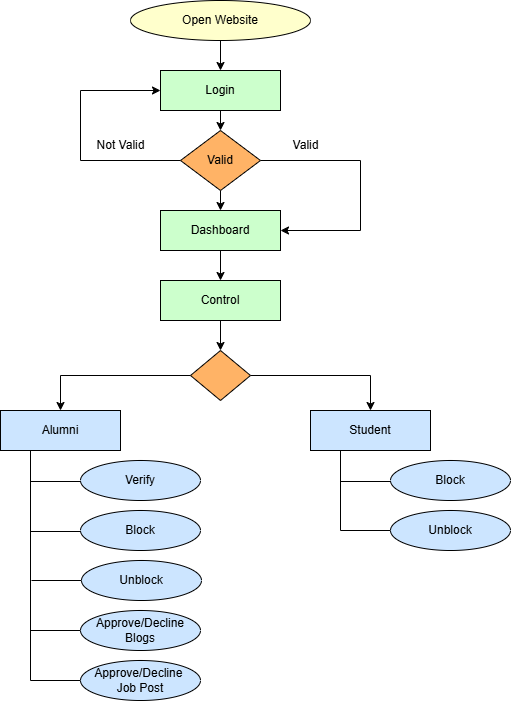 Open Website
Login
Not Valid
Valid
Valid
Dashboard
Control
Alumni
Student
Verify
Block
Block
Unblock
Unblock
Approve/Decline
Blogs
Approve/Decline
Job Post